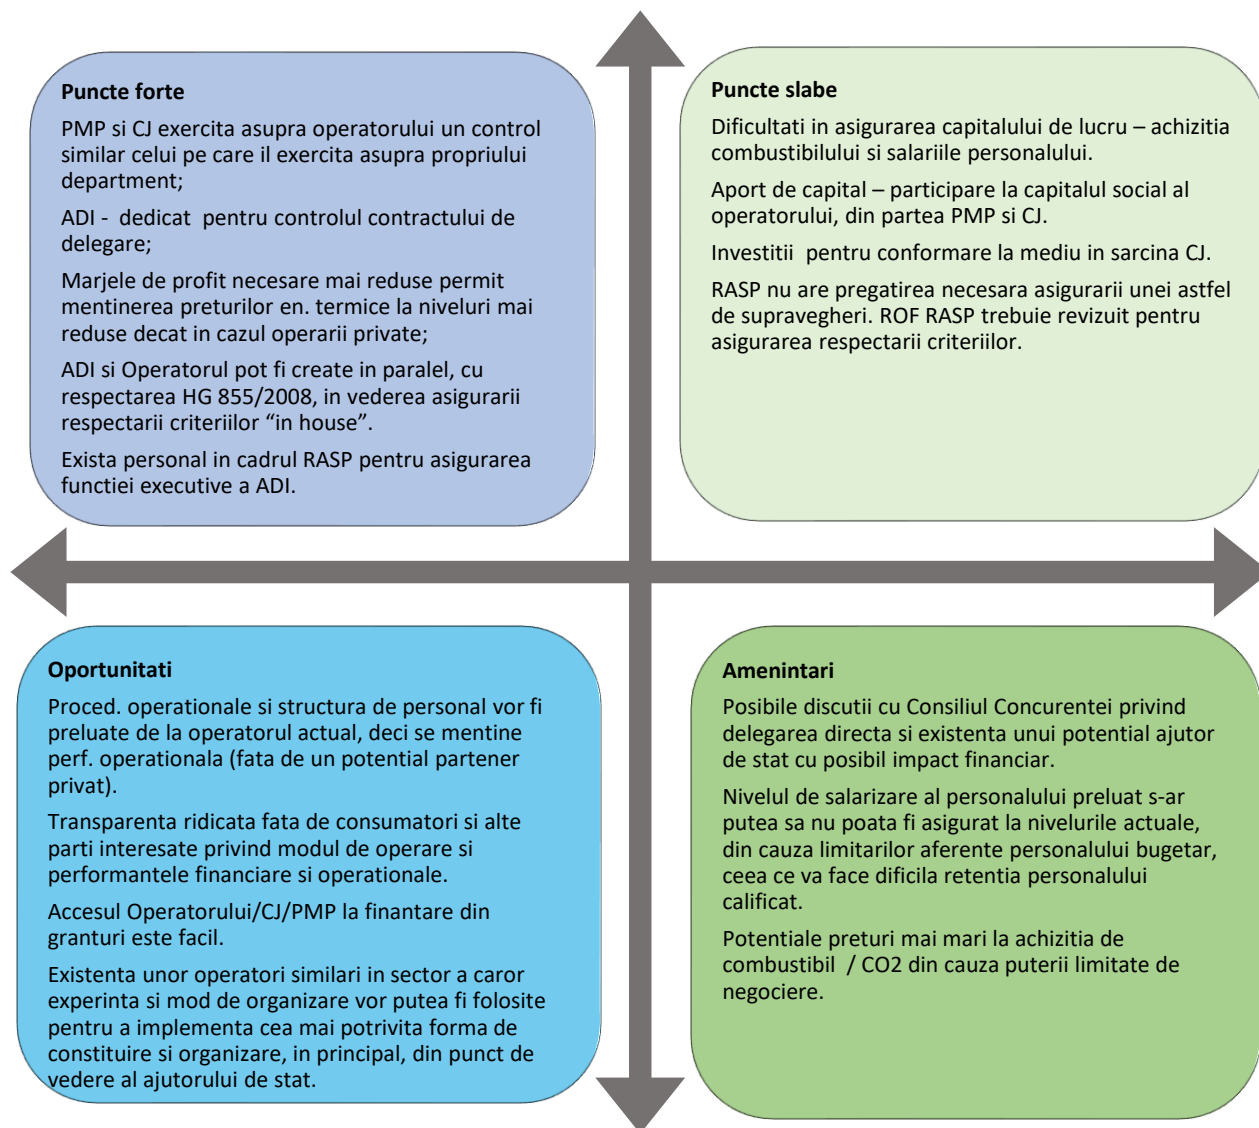 Puncte forte
PMP si CJ exercita asupra operatorului un control
similar celui pe care il exercita asupra propriului
department;
ADI - dedicat pentru controlul contractului de
delegare;
Marjele de profit necesare mai reduse permit
mentinerea preturilor en. termice la niveluri mai
reduse decat in cazul operarii private;
ADI si Operatorul pot fi create in paralel, cu
respectarea HG 855/2008, in vederea asigurarii
respectarii criteriilor “in house”.
Exista personal in cadrul RASP pentru asigurarea
functiei executive a ADI.
Puncte slabe
Dificultati in asigurarea capitalului de lucru – achizitia
combustibilului si salariile personalului.
Aport de capital – participare la capitalul social al
operatorului, din partea PMP si CJ.
Investitii pentru conformare la mediu in sarcina CJ.
RASP nu are pregatirea necesara asigurarii unei astfel
de supravegheri. ROF RASP trebuie revizuit pentru
asigurarea respectarii criteriilor.
Oportunitati
Proced. operationale si structura de personal vor fi
preluate de la operatorul actual, deci se mentine
perf. operationala (fata de un potential partener
privat).
Transparenta ridicata fata de consumatori si alte
parti interesate privind modul de operare si
performantele financiare si operationale.
Accesul Operatorului/CJ/PMP la finantare din
granturi este facil.
Existenta unor operatori similari in sector a caror
experinta si mod de organizare vor putea fi folosite
pentru a implementa cea mai potrivita forma de
constituire si organizare, in principal, din punct de
vedere al ajutorului de stat.
Amenintari
Posibile discutii cu Consiliul Concurentei privind
delegarea directa si existenta unui potential ajutor
de stat cu posibil impact financiar.
Nivelul de salarizare al personalului preluat s-ar
putea sa nu poata fi asigurat la nivelurile actuale,
din cauza limitarilor aferente personalului bugetar,
ceea ce va face dificila retentia personalului
calificat.
Potentiale preturi mai mari la achizitia de
combustibil / CO2 din cauza puterii limitate de
negociere.